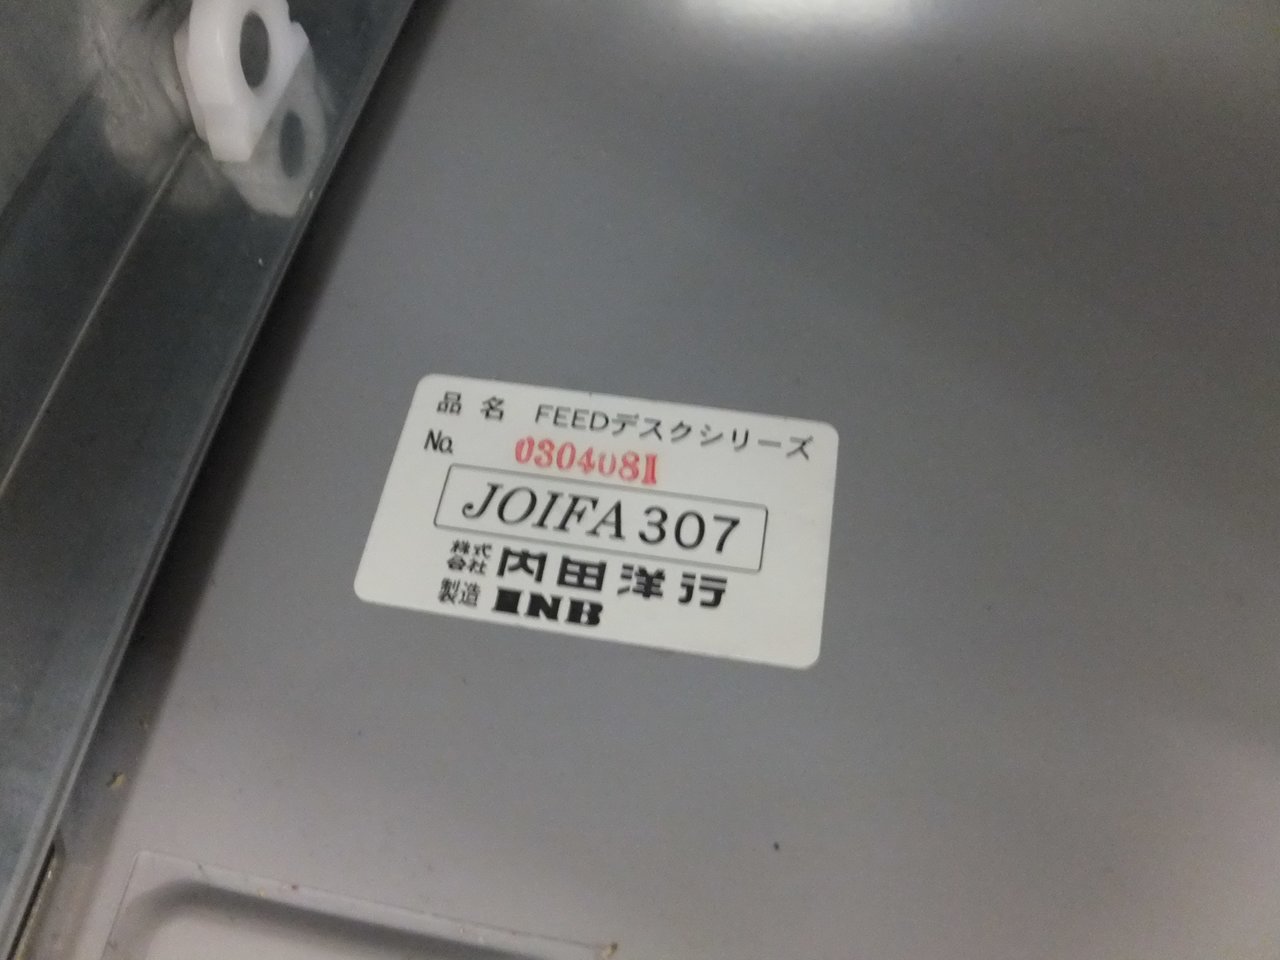 品名 FEEDデスクシリーズ
No. 0304081
JOIFA 307
株式会社 内田洋行
製造 INB